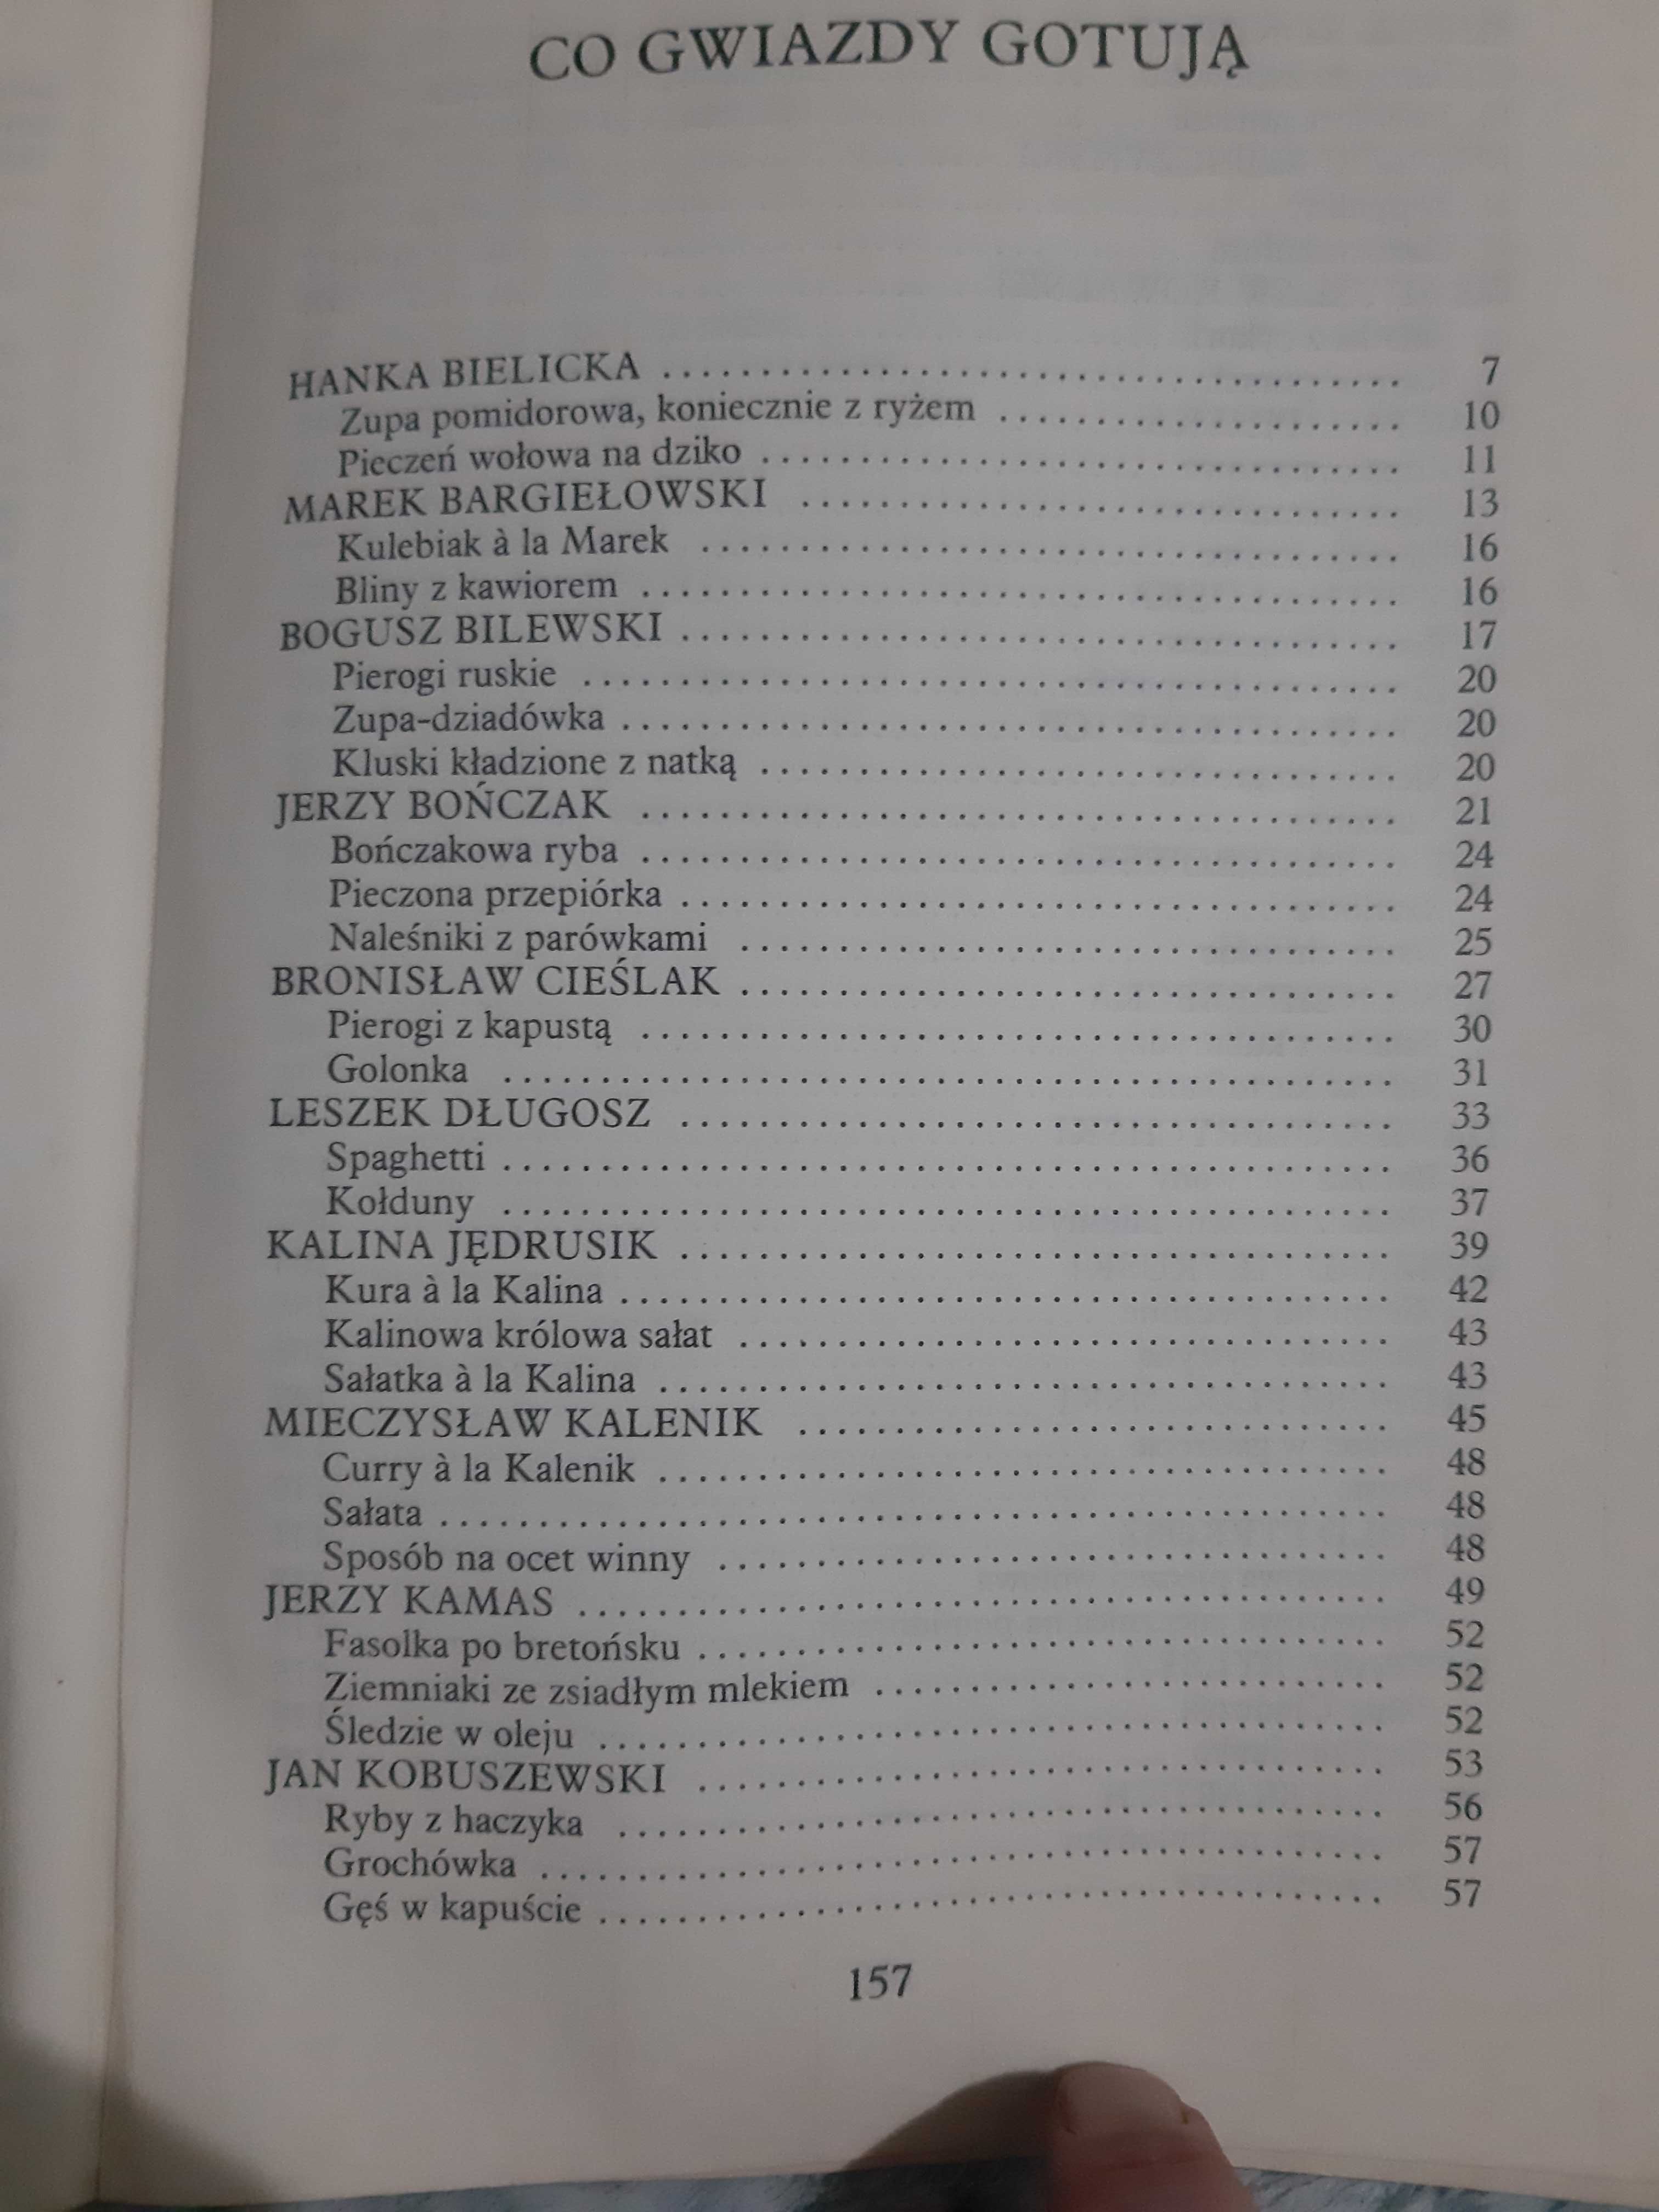 CO GWIAZDY GOTUJĄ
HANKA BIELICKA ........................................ 7
Zupa pomidorowa, koniecznie z ryżem ..................... 10
Pieczeń wołowa na dziko ................................. 11
MAREK BARGIEŁOWSKI ................................ 13
Kulebiak à la Marek .................................... 16
Bliny z kawiorem ....................................... 16
BOGUSZ BILEWSKI ..................................... 17
Pierogi ruskie .......................................... 20
Zupa-dziadówka ........................................ 20
Kluski kładzione z natką ................................. 20
JERZY BOŃCZAK ....................................... 21
Bończakowa ryba ....................................... 24
Pieczona przepiórka ..................................... 24
Naleśniki z parówkami .................................. 25
BRONISŁAW CIEŚLAK .................................. 27
Pierogi z kapustą ....................................... 30
Golonka .............................................. 31
LESZEK DŁUGOSZ ..................................... 33
Spaghetti .............................................. 36
Kołduny .............................................. 37
KALINA JĘDRUSIK ..................................... 39
Kura à la Kalina ........................................ 42
Kalinowa królowa sałat .................................. 43
Sałatka à la Kalina ...................................... 43
MIECZYSŁAW KALENIK ............................... 45
Curry à la Kalenik ...................................... 48
Sałata ................................................. 48
Sposób na ocet winny ................................... 48
JERZY KAMAS .......................................... 49
Fasolka po bretońsku .................................... 52
Ziemniaki ze zsiadłym mlekiem ........................... 52
Śledzie w oleju ......................................... 52
JAN KOBUSZEWSKI .................................... 53
Ryby z haczyka ........................................ 56
Grochówka ............................................ 57
Gęś w kapuście ......................................... 57
157